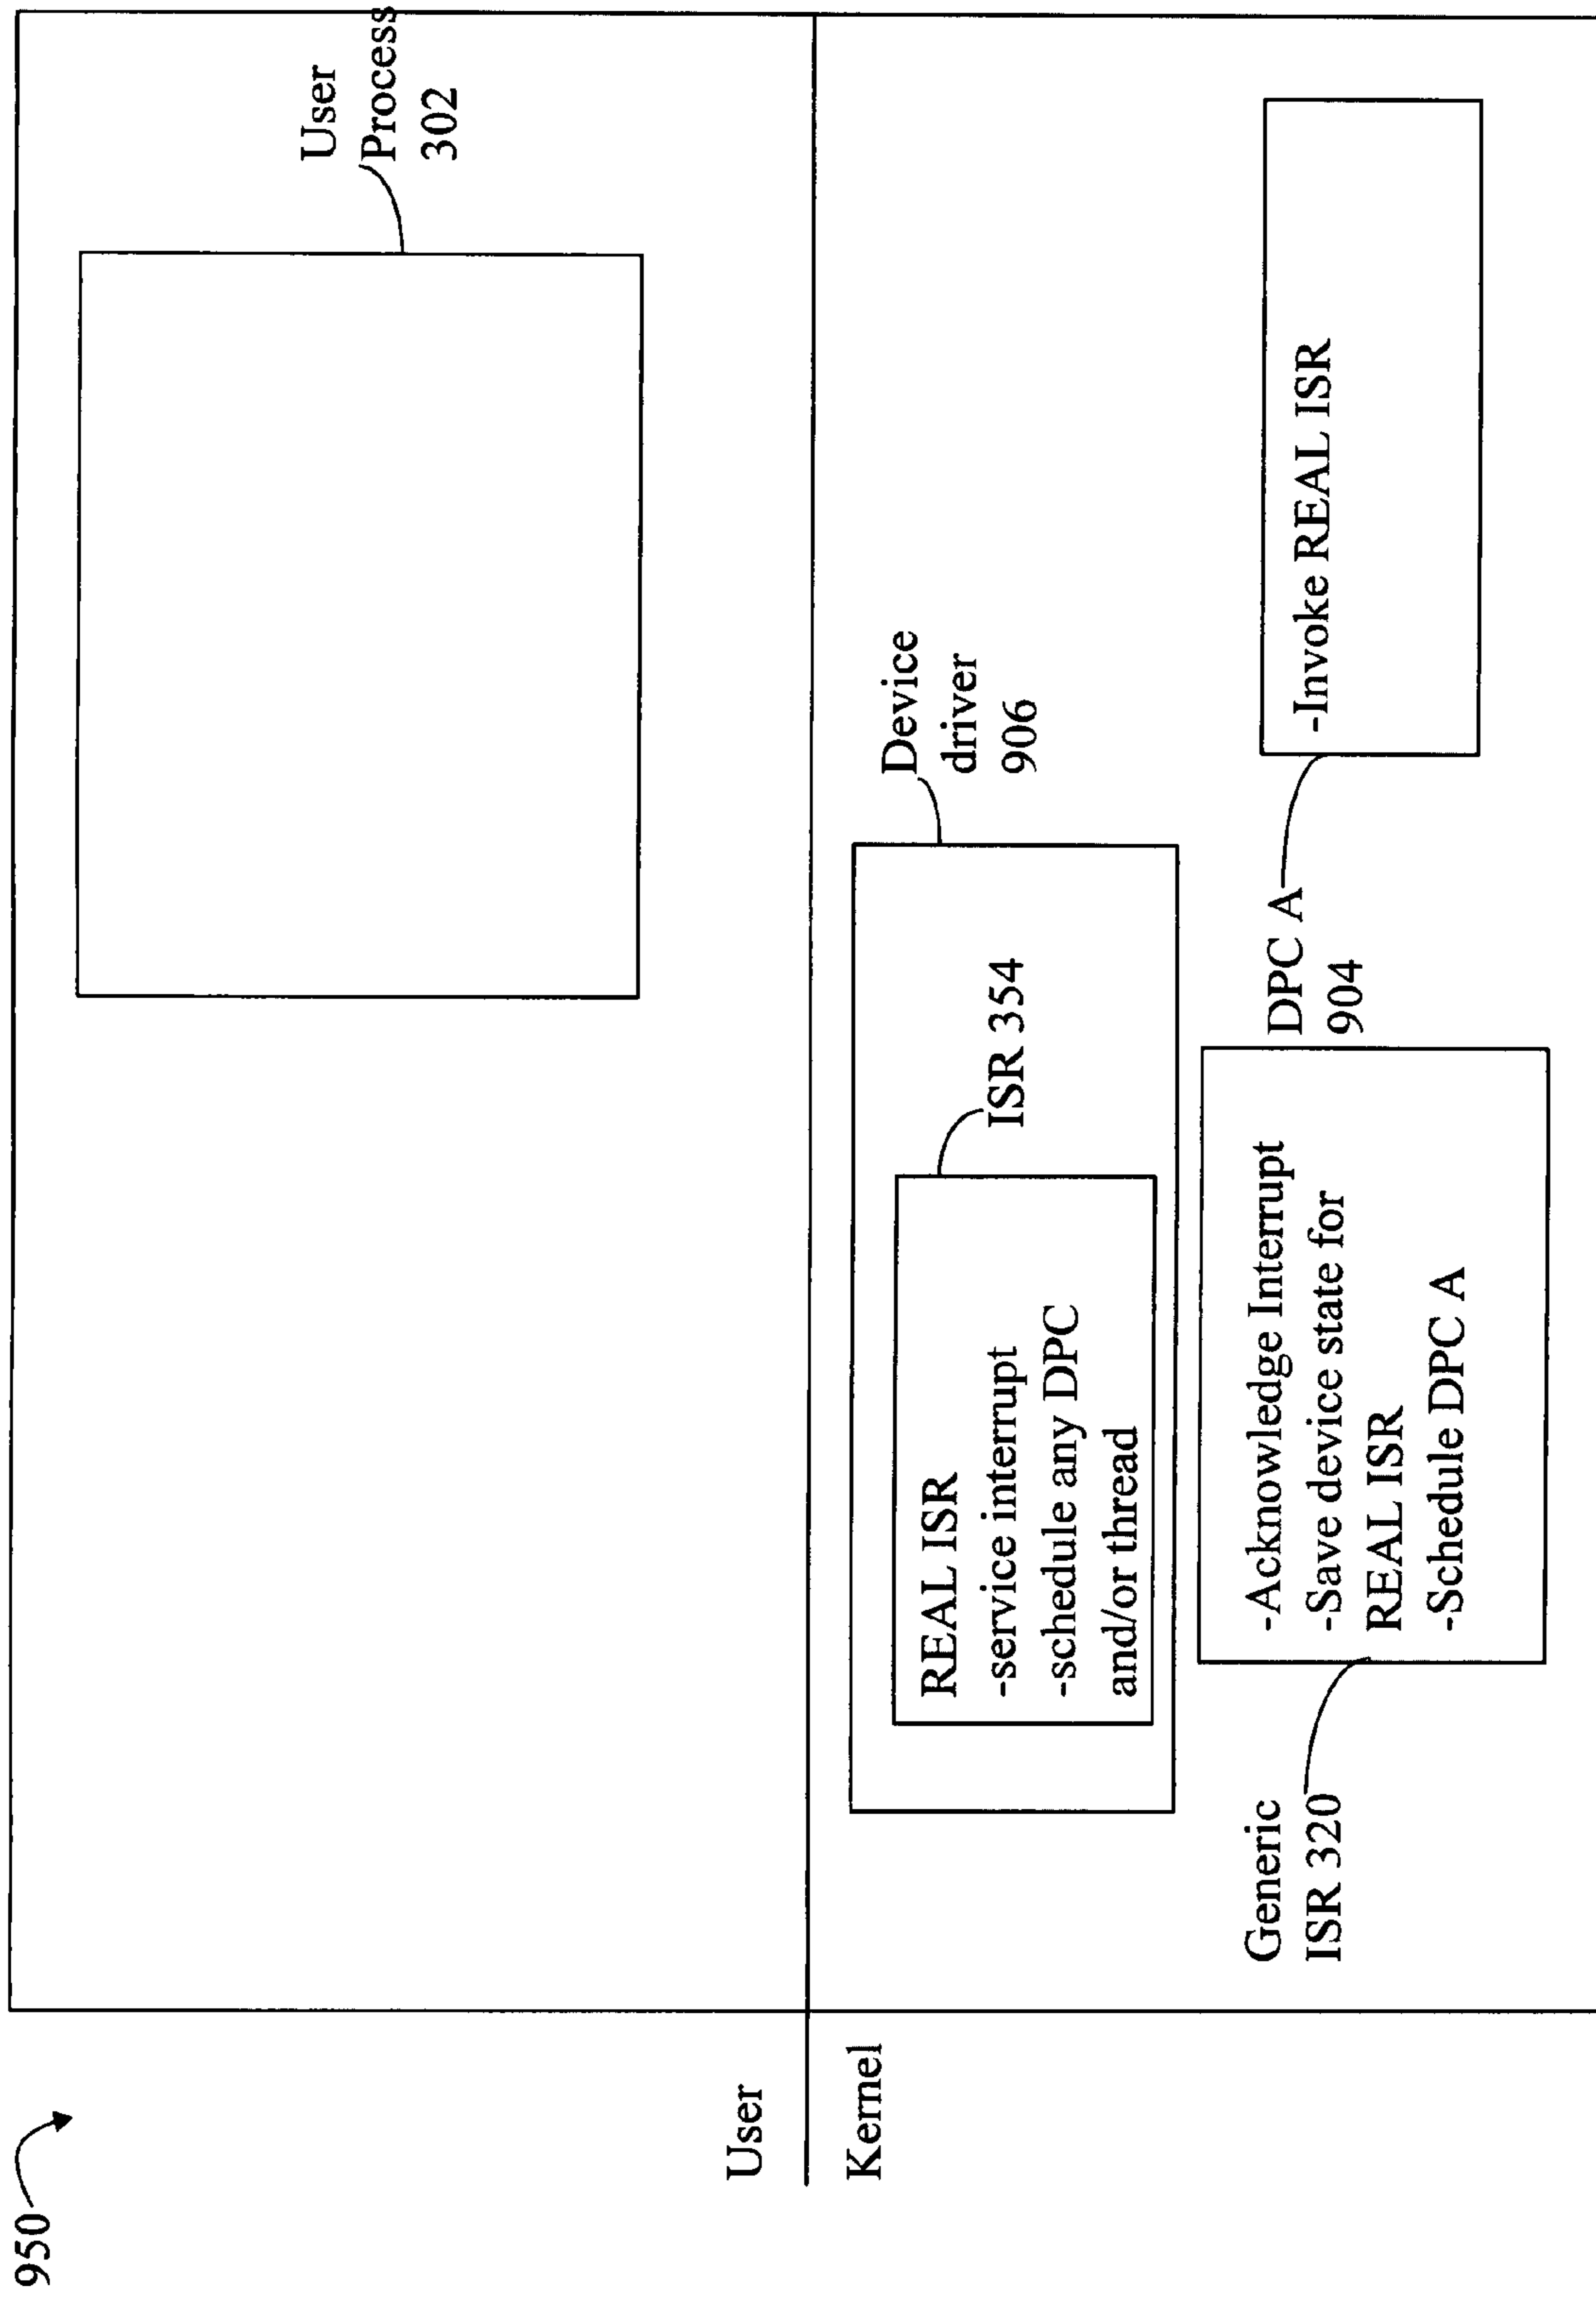 950
User
Process
302
User
Kernel
Device
driver
906
ISR 354
REAL ISR
-service interrupt
-schedule any DPC
and/or thread
Generic
ISR 320
-Acknowledge Interrupt
-Save device state for
REAL ISR
-Schedule DPC A
DPC A
904
-Invoke REAL ISR